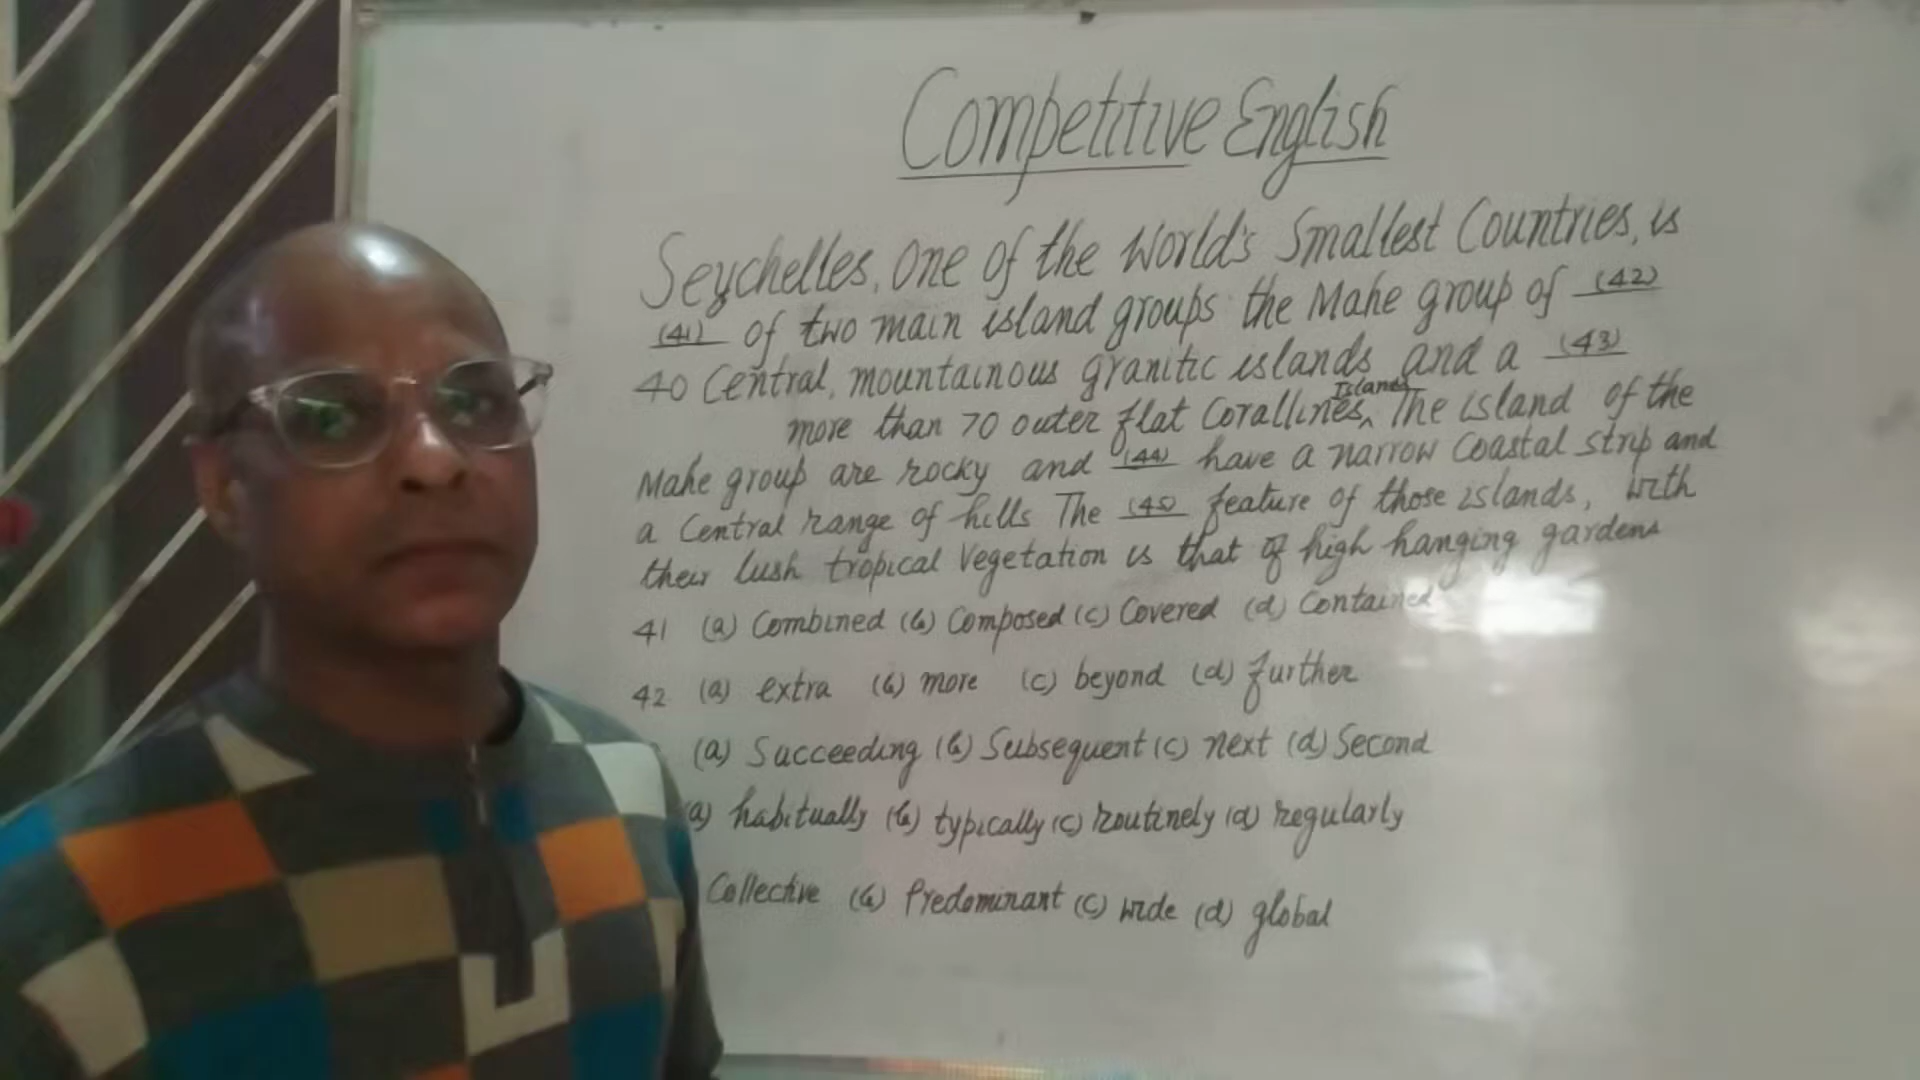 Competitive English
Seychelles, One of the World's Smallest Countries, is
(41) of two main island groups the Mahe group of (42)
40 Central, mountainous granitic islands and a (43)
Islands
more than 70 outer flat Corallines, ^ The island of the
Mahe group are rocky and (44) have a narrow Coastal strip and
a Central range of hills The (45) feature of those islands, with
their lush tropical Vegetation is that of high hanging gardens
41 (a) Combined (b) Composed (c) Covered (d) Contained
42 (a) extra (b) more (c) beyond (d) further
(a) Succeeding (b) Subsequent (c) next (d) Second
(a) habitually (b) typically (c) routinely (d) regularly
Collective (b) Predominant (c) wide (d) global